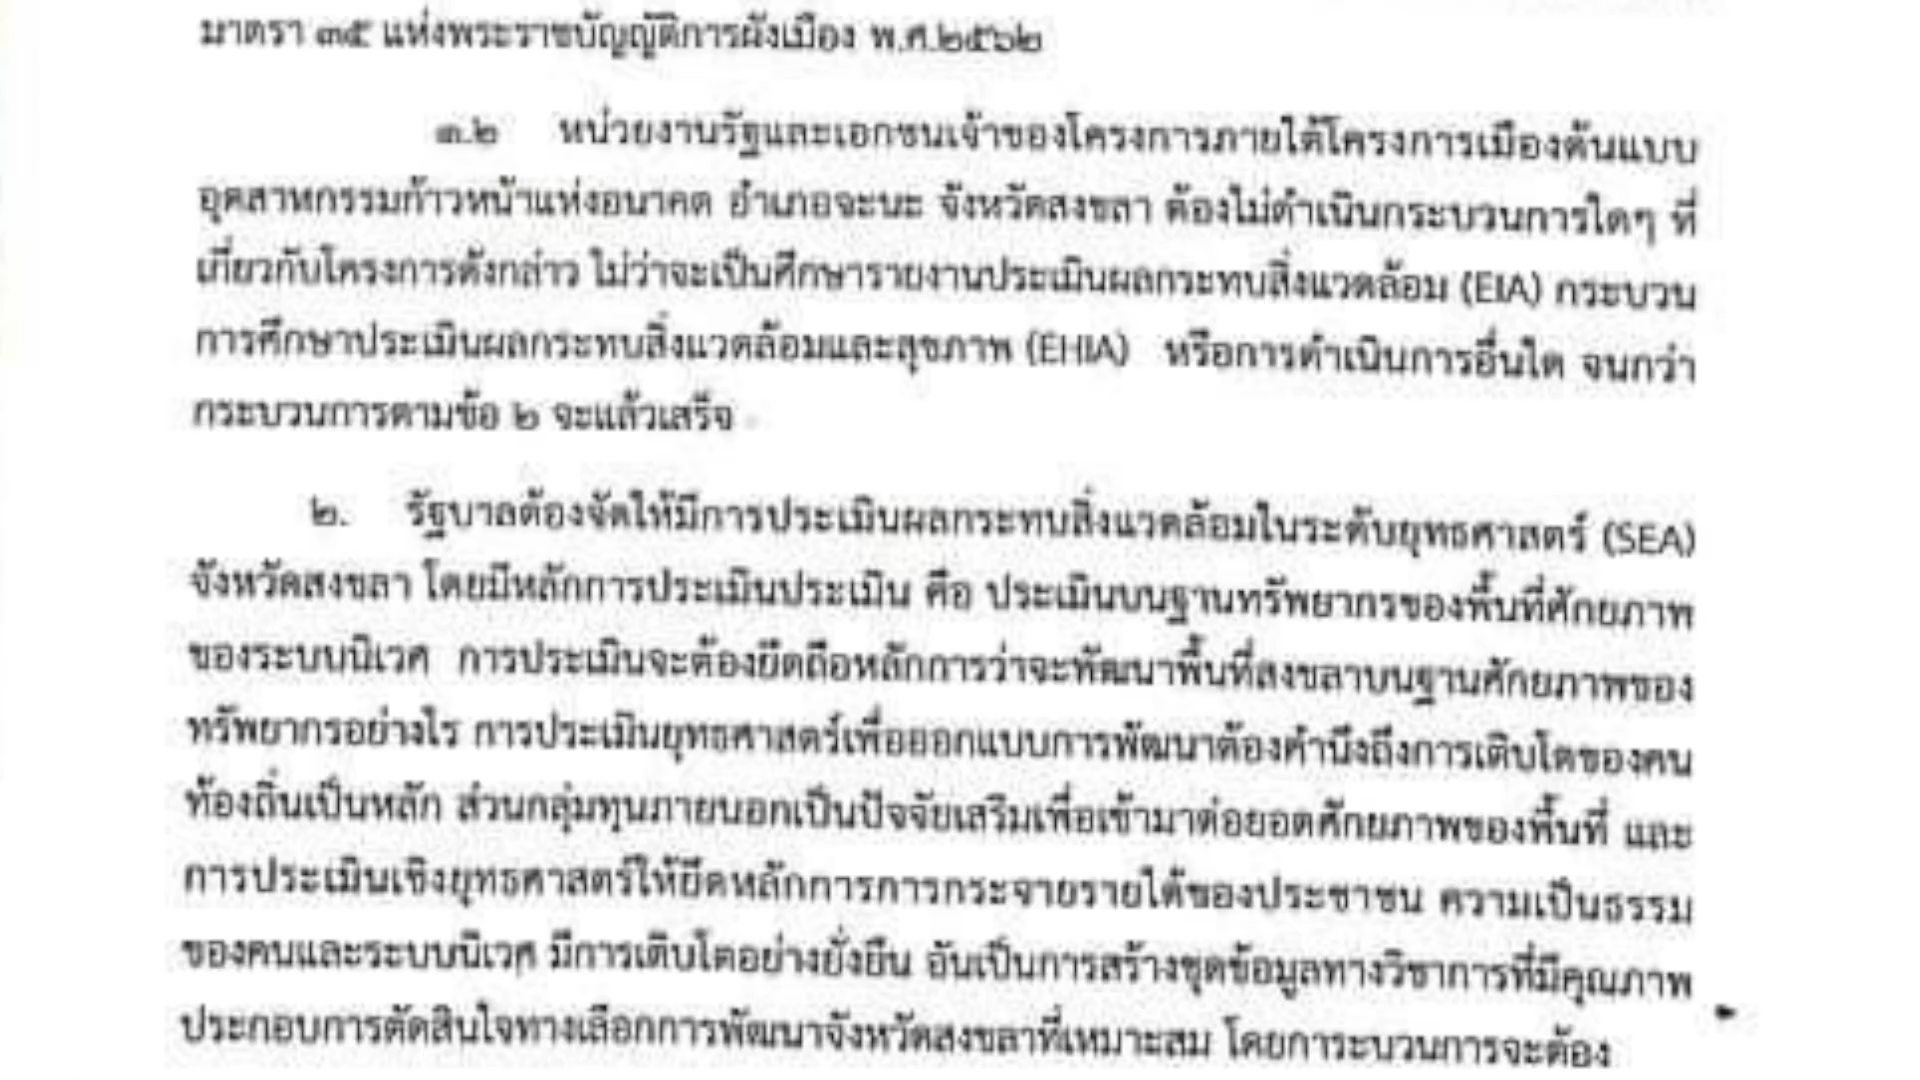 มาตรา ๓๕ แห่งพระราชบัญญัติการผังเมือง พ.ศ.๒๕๖๒
๑.๒ หน่วยงานรัฐและเอกชนเจ้าของโครงการภายใต้โครงการเมืองต้นแบบ
อุตสาหกรรมก้าวหน้าแห่งอนาคต อำเภอจะนะ จังหวัดสงขลา ต้องไม่ดำเนินกระบวนการใดๆ ที่
เกี่ยวกับโครงการดังกล่าว ไม่ว่าจะเป็นศึกษารายงานประเมินผลกระทบสิ่งแวดล้อม (EIA) กระบวน
การศึกษาประเมินผลกระทบสิ่งแวดล้อมและสุขภาพ (EHIA) หรือการดำเนินการอื่นใด จนกว่า
กระบวนการตามข้อ ๒ จะแล้วเสร็จ
๒. รัฐบาลต้องจัดให้มีการประเมินผลกระทบสิ่งแวดล้อมในระดับยุทธศาสตร์ (SEA)
จังหวัดสงขลา โดยมีหลักการประเมินประเมิน คือ ประเมินบนฐานทรัพยากรของพื้นที่ศักยภาพ
ของระบบนิเวศ การประเมินจะต้องยึดถือหลักการว่าจะพัฒนาพื้นที่สงขลาบนฐานศักยภาพของ
ทรัพยากรอย่างไร การประเมินยุทธศาสตร์เพื่อออกแบบการพัฒนาต้องคำนึงถึงการเติบโตของคน
ท้องถิ่นเป็นหลัก ส่วนกลุ่มทุนภายนอกเป็นปัจจัยเสริมเพื่อเข้ามาต่อยอดศักยภาพของพื้นที่ และ
การประเมินเชิงยุทธศาสตร์ให้ยึดหลักการการกระจายรายได้ของประชาชน ความเป็นธรรม
ของคนและระบบนิเวศ มีการเติบโตอย่างยั่งยืน อันเป็นการสร้างชุดข้อมูลทางวิชาการที่มีคุณภาพ
ประกอบการตัดสินใจทางเลือกการพัฒนาจังหวัดสงขลาที่เหมาะสม โดยการะบวนการจะต้อง